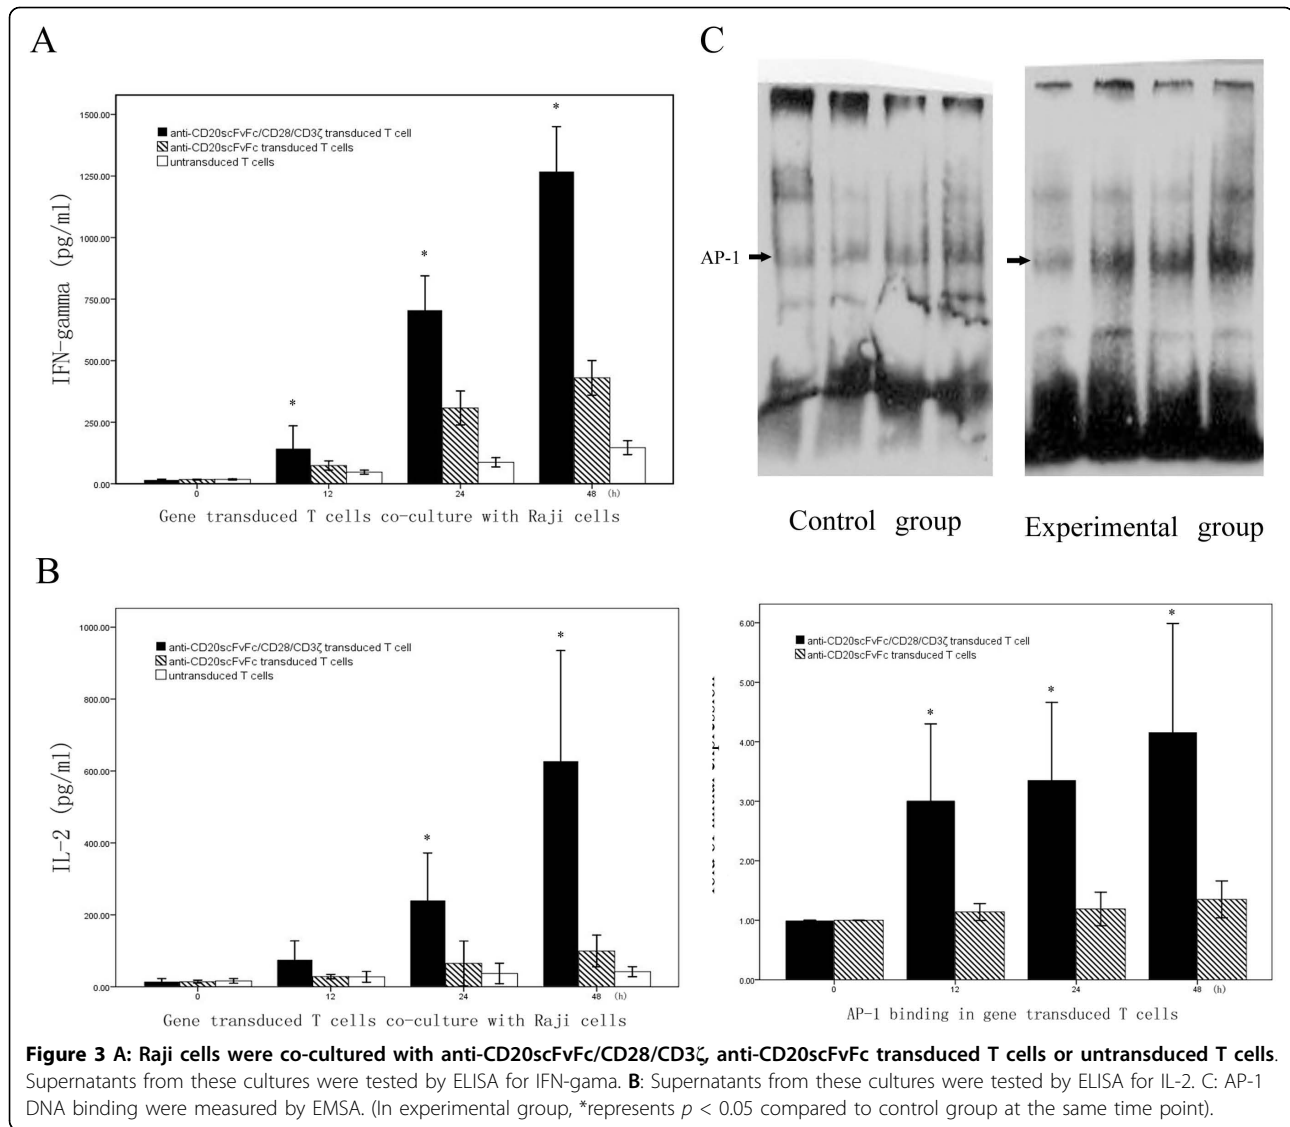 A
1500.00
1250.00
1000.00
750.00
500.00
250.00
0.00
IFN-gamma (pg/ml)
*
*
*
anti-CD20scFvFc/CD28/CD3ζ transduced T cell
anti-CD20scFvFc transduced T cells
untransduced T cells
0
12
24
48
(h)
Gene transduced T cells co-culture with Raji cells
C
AP-1
Control group
Experimental group
B
1000.00
800.00
600.00
400.00
200.00
0.00
IL-2 (pg/ml)
*
*
anti-CD20scFvFc/CD28/CD3ζ transduced T cell
anti-CD20scFvFc transduced T cells
untransduced T cells
0
12
24
48
(h)
Gene transduced T cells co-culture with Raji cells
6.00
5.00
4.00
3.00
2.00
1.00
0.00
*
*
*
anti-CD20scFvFc/CD28/CD3ζ transduced T cell
anti-CD20scFvFc transduced T cells
0
12
24
48
(h)
AP-1 binding in gene transduced T cells
Figure 3 A: Raji cells were co-cultured with anti-CD20scFvFc/CD28/CD3ζ, anti-CD20scFvFc transduced T cells or untransduced T cells.
Supernatants from these cultures were tested by ELISA for IFN-gama. B: Supernatants from these cultures were tested by ELISA for IL-2. C: AP-1
DNA binding were measured by EMSA. (In experimental group, *represents p < 0.05 compared to control group at the same time point).